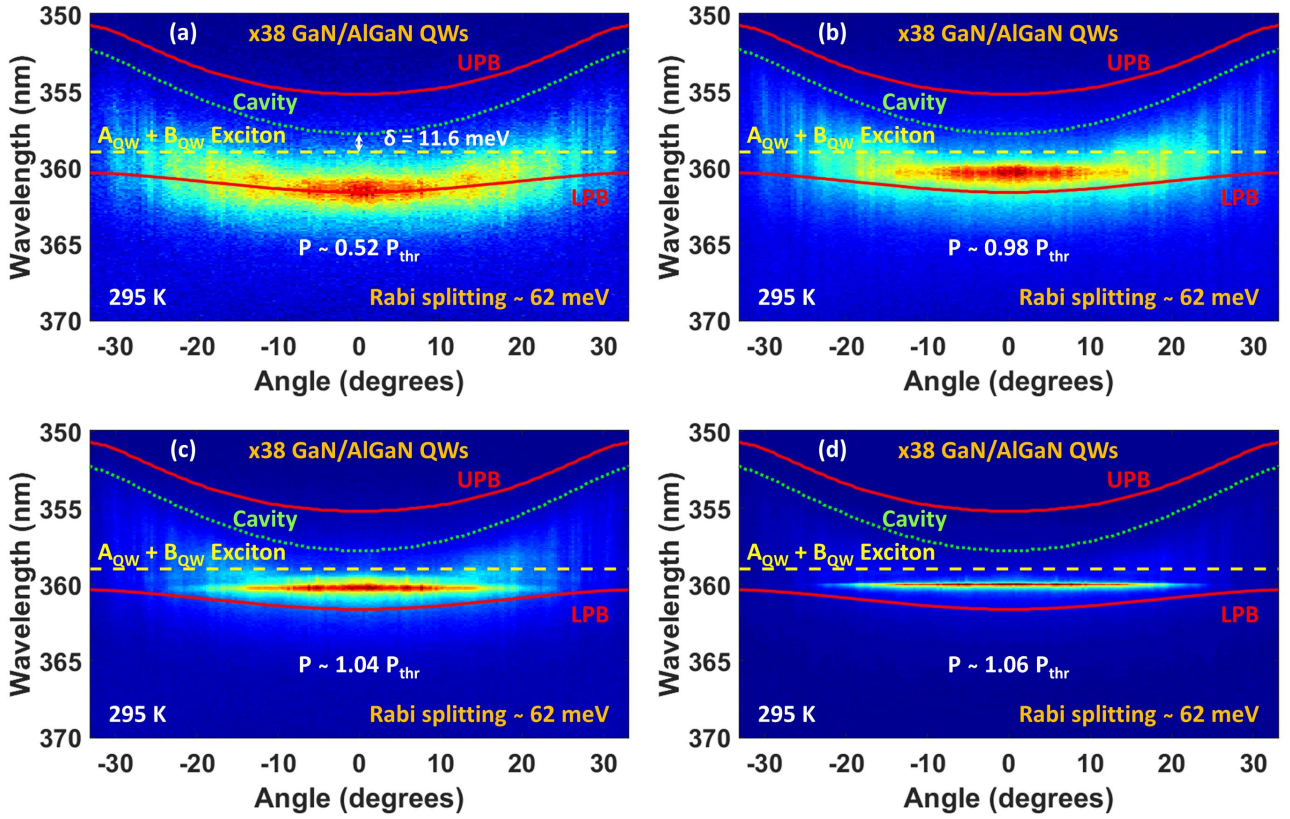 (a) x38 GaN/AlGaN QWs
UPB
Cavity
A_QW + B_QW Exciton
δ = 11.6 meV
LPB
P ~ 0.52 P_thr
295 K
Rabi splitting ~ 62 meV
Wavelength (nm)
350
355
360
365
370
-30 -20 -10 0 10 20 30
Angle (degrees)
(b) x38 GaN/AlGaN QWs
UPB
Cavity
A_QW + B_QW Exciton
LPB
P ~ 0.98 P_thr
295 K
Rabi splitting ~ 62 meV
Wavelength (nm)
350
355
360
365
370
-30 -20 -10 0 10 20 30
Angle (degrees)
(c) x38 GaN/AlGaN QWs
UPB
Cavity
A_QW + B_QW Exciton
LPB
P ~ 1.04 P_thr
295 K
Rabi splitting ~ 62 meV
Wavelength (nm)
350
355
360
365
370
-30 -20 -10 0 10 20 30
Angle (degrees)
(d) x38 GaN/AlGaN QWs
UPB
Cavity
A_QW + B_QW Exciton
LPB
P ~ 1.06 P_thr
295 K
Rabi splitting ~ 62 meV
Wavelength (nm)
350
355
360
365
370
-30 -20 -10 0 10 20 30
Angle (degrees)